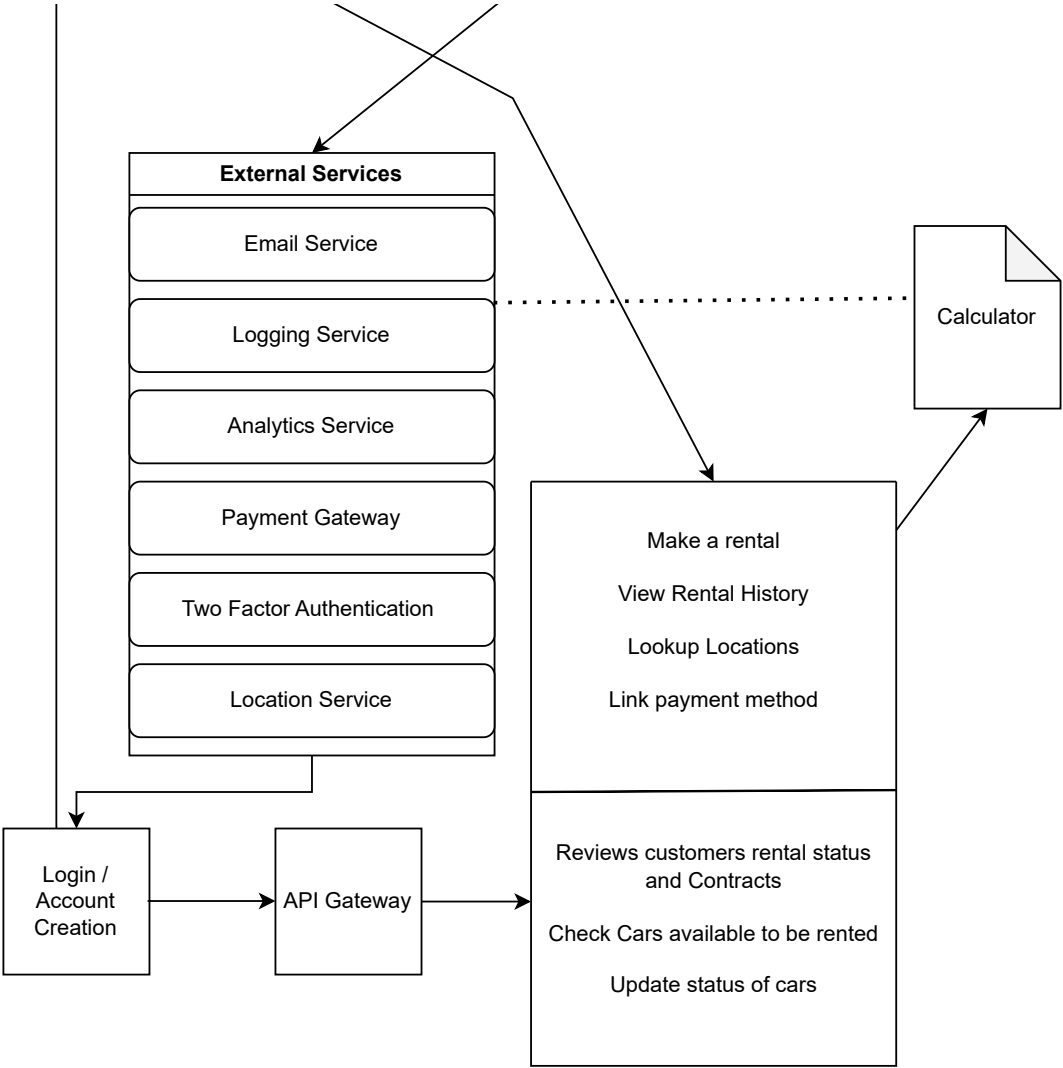 External Services
Email Service
Logging Service
Analytics Service
Payment Gateway
Two Factor Authentication
Location Service
Calculator
Make a rental
View Rental History
Lookup Locations
Link payment method
Login /
Account
Creation
API Gateway
Reviews customers rental status
and Contracts
Check Cars available to be rented
Update status of cars